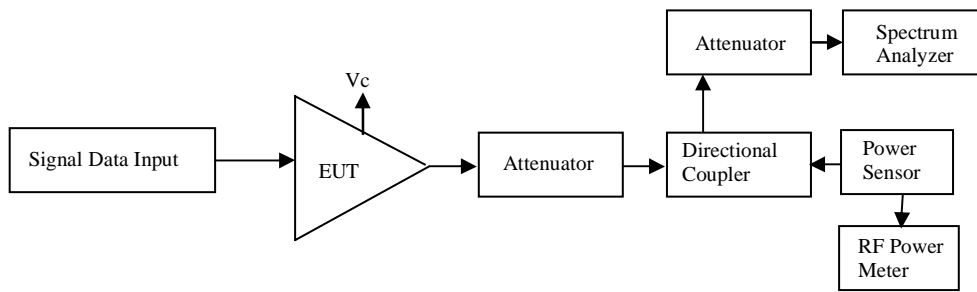 Attenuator
Spectrum
Analyzer
Vc
Signal Data Input
EUT
Attenuator
Directional
Coupler
Power
Sensor
RF Power
Meter